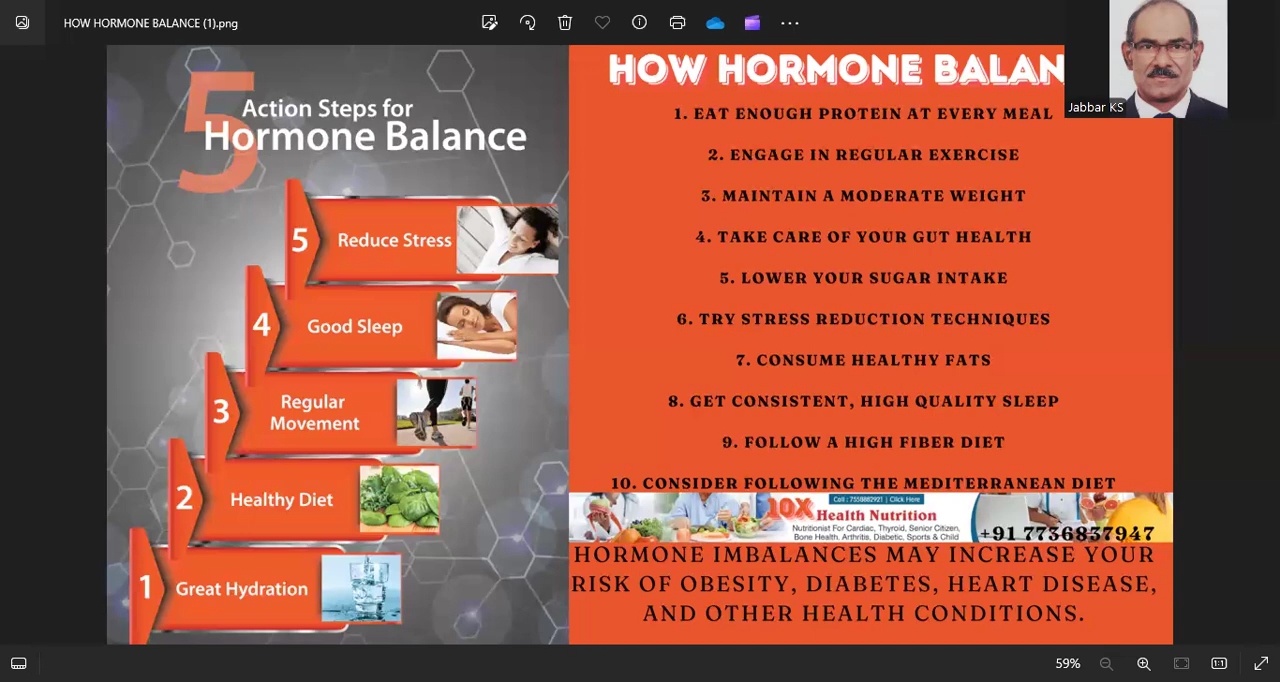 HOW HORMONE BALANCE (1).png
5
Action Steps for
Hormone Balance
5
Reduce Stress
4
Good Sleep
3
Regular
Movement
2
Healthy Diet
1
Great Hydration
HOW HORMONE BALAN
1. EAT ENOUGH PROTEIN AT EVERY MEAL
2. ENGAGE IN REGULAR EXERCISE
3. MAINTAIN A MODERATE WEIGHT
4. TAKE CARE OF YOUR GUT HEALTH
5. LOWER YOUR SUGAR INTAKE
6. TRY STRESS REDUCTION TECHNIQUES
7. CONSUME HEALTHY FATS
8. GET CONSISTENT, HIGH QUALITY SLEEP
9. FOLLOW A HIGH FIBER DIET
10. CONSIDER FOLLOWING THE MEDITERRANEAN DIET
Call : 7558882921 | Click Here
10X
Health Nutrition
Nutritionist For Cardiac, Thyroid, Senior Citizen,
Bone Health, Arthritis, Diabetic, Sports & Child
+91 7736837947
HORMONE IMBALANCES MAY INCREASE YOUR
RISK OF OBESITY, DIABETES, HEART DISEASE,
AND OTHER HEALTH CONDITIONS.
Jabbar KS
59%
1:1